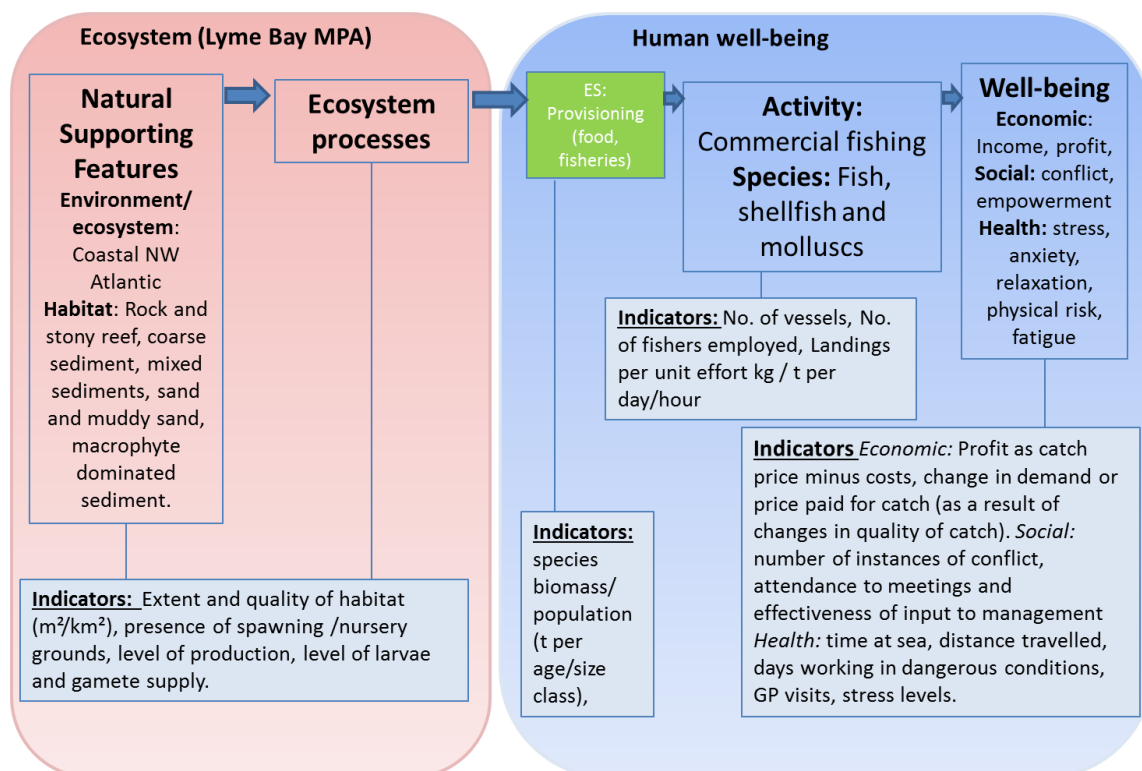 Ecosystem (Lyme Bay MPA)
Natural
Supporting
Features
Environment/
ecosystem:
Coastal NW
Atlantic
Habitat: Rock and
stony reef, coarse
sediment, mixed
sediments, sand
and muddy sand,
macrophyte
dominated
sediment.
Ecosystem
processes
Indicators: Extent and quality of habitat
(m²/km²), presence of spawning /nursery
grounds, level of production, level of larvae
and gamete supply.
Human well-being
ES:
Provisioning
(food,
fisheries)
Indicators:
species
biomass/
population
(t per
age/size
class),
Activity:
Commercial fishing
Species: Fish,
shellfish and
molluscs
Indicators: No. of vessels, No.
of fishers employed, Landings
per unit effort kg / t per
day/hour
Well-being
Economic:
Income, profit,
Social: conflict,
empowerment
Health: stress,
anxiety,
relaxation,
physical risk,
fatigue
Indicators Economic: Profit as catch
price minus costs, change in demand or
price paid for catch (as a result of
changes in quality of catch). Social:
number of instances of conflict,
attendance to meetings and
effectiveness of input to management
Health: time at sea, distance travelled,
days working in dangerous conditions,
GP visits, stress levels.